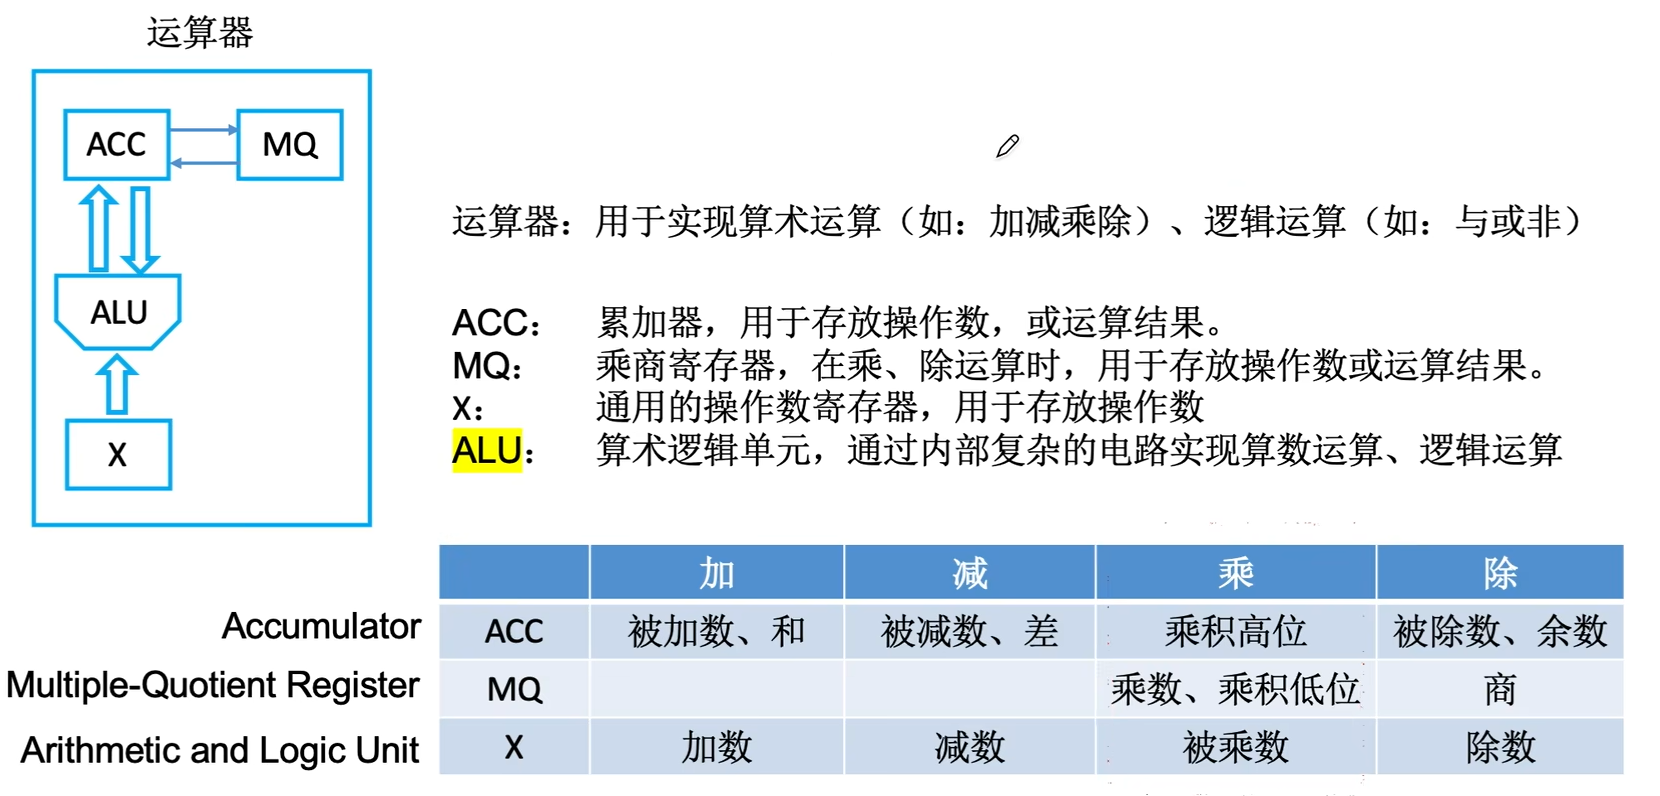 运算器
ACC
MQ
ALU
X
运算器：用于实现算术运算（如：加减乘除）、逻辑运算（如：与或非）
ACC： 累加器，用于存放操作数，或运算结果。
MQ： 乘商寄存器，在乘、除运算时，用于存放操作数或运算结果。
X： 通用的操作数寄存器，用于存放操作数
ALU： 算术逻辑单元，通过内部复杂的电路实现算数运算、逻辑运算
加 减 乘 除
Accumulator ACC 被加数、和 被减数、差 乘积高位 被除数、余数
Multiple-Quotient Register MQ 乘数、乘积低位 商
Arithmetic and Logic Unit X 加数 减数 被乘数 除数